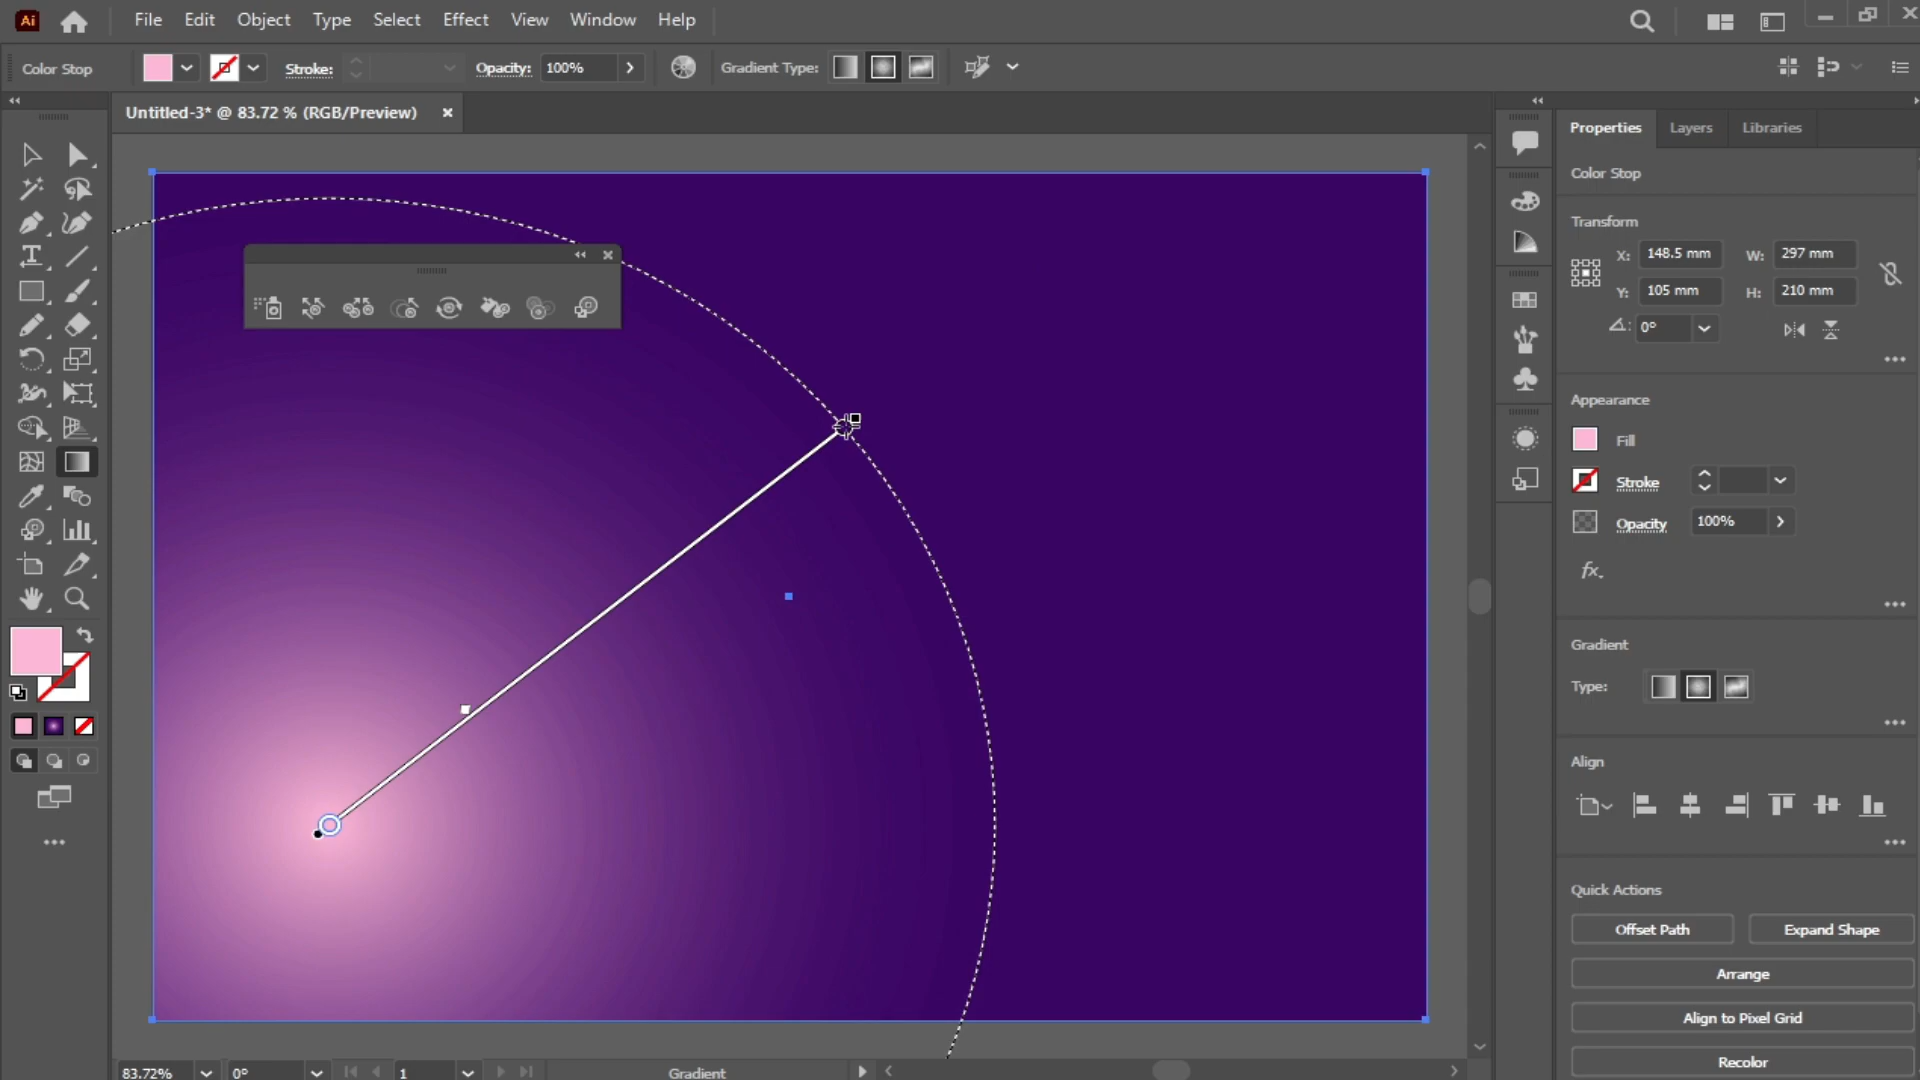 Ai File Edit Object Type Select Effect View Window Help
Color Stop Stroke: Opacity: 100% Gradient Type:
Untitled-3* @ 83.72 % (RGB/Preview)
Properties Layers Libraries
Color Stop
Transform
X: 148.5 mm W: 297 mm
Y: 105 mm H: 210 mm
0°
Appearance
Fill
Stroke
Opacity 100%
fx.
Gradient
Type:
Align
Quick Actions
Offset Path Expand Shape
Arrange
Align to Pixel Grid
Recolor
83.72% 0° 1 Gradient